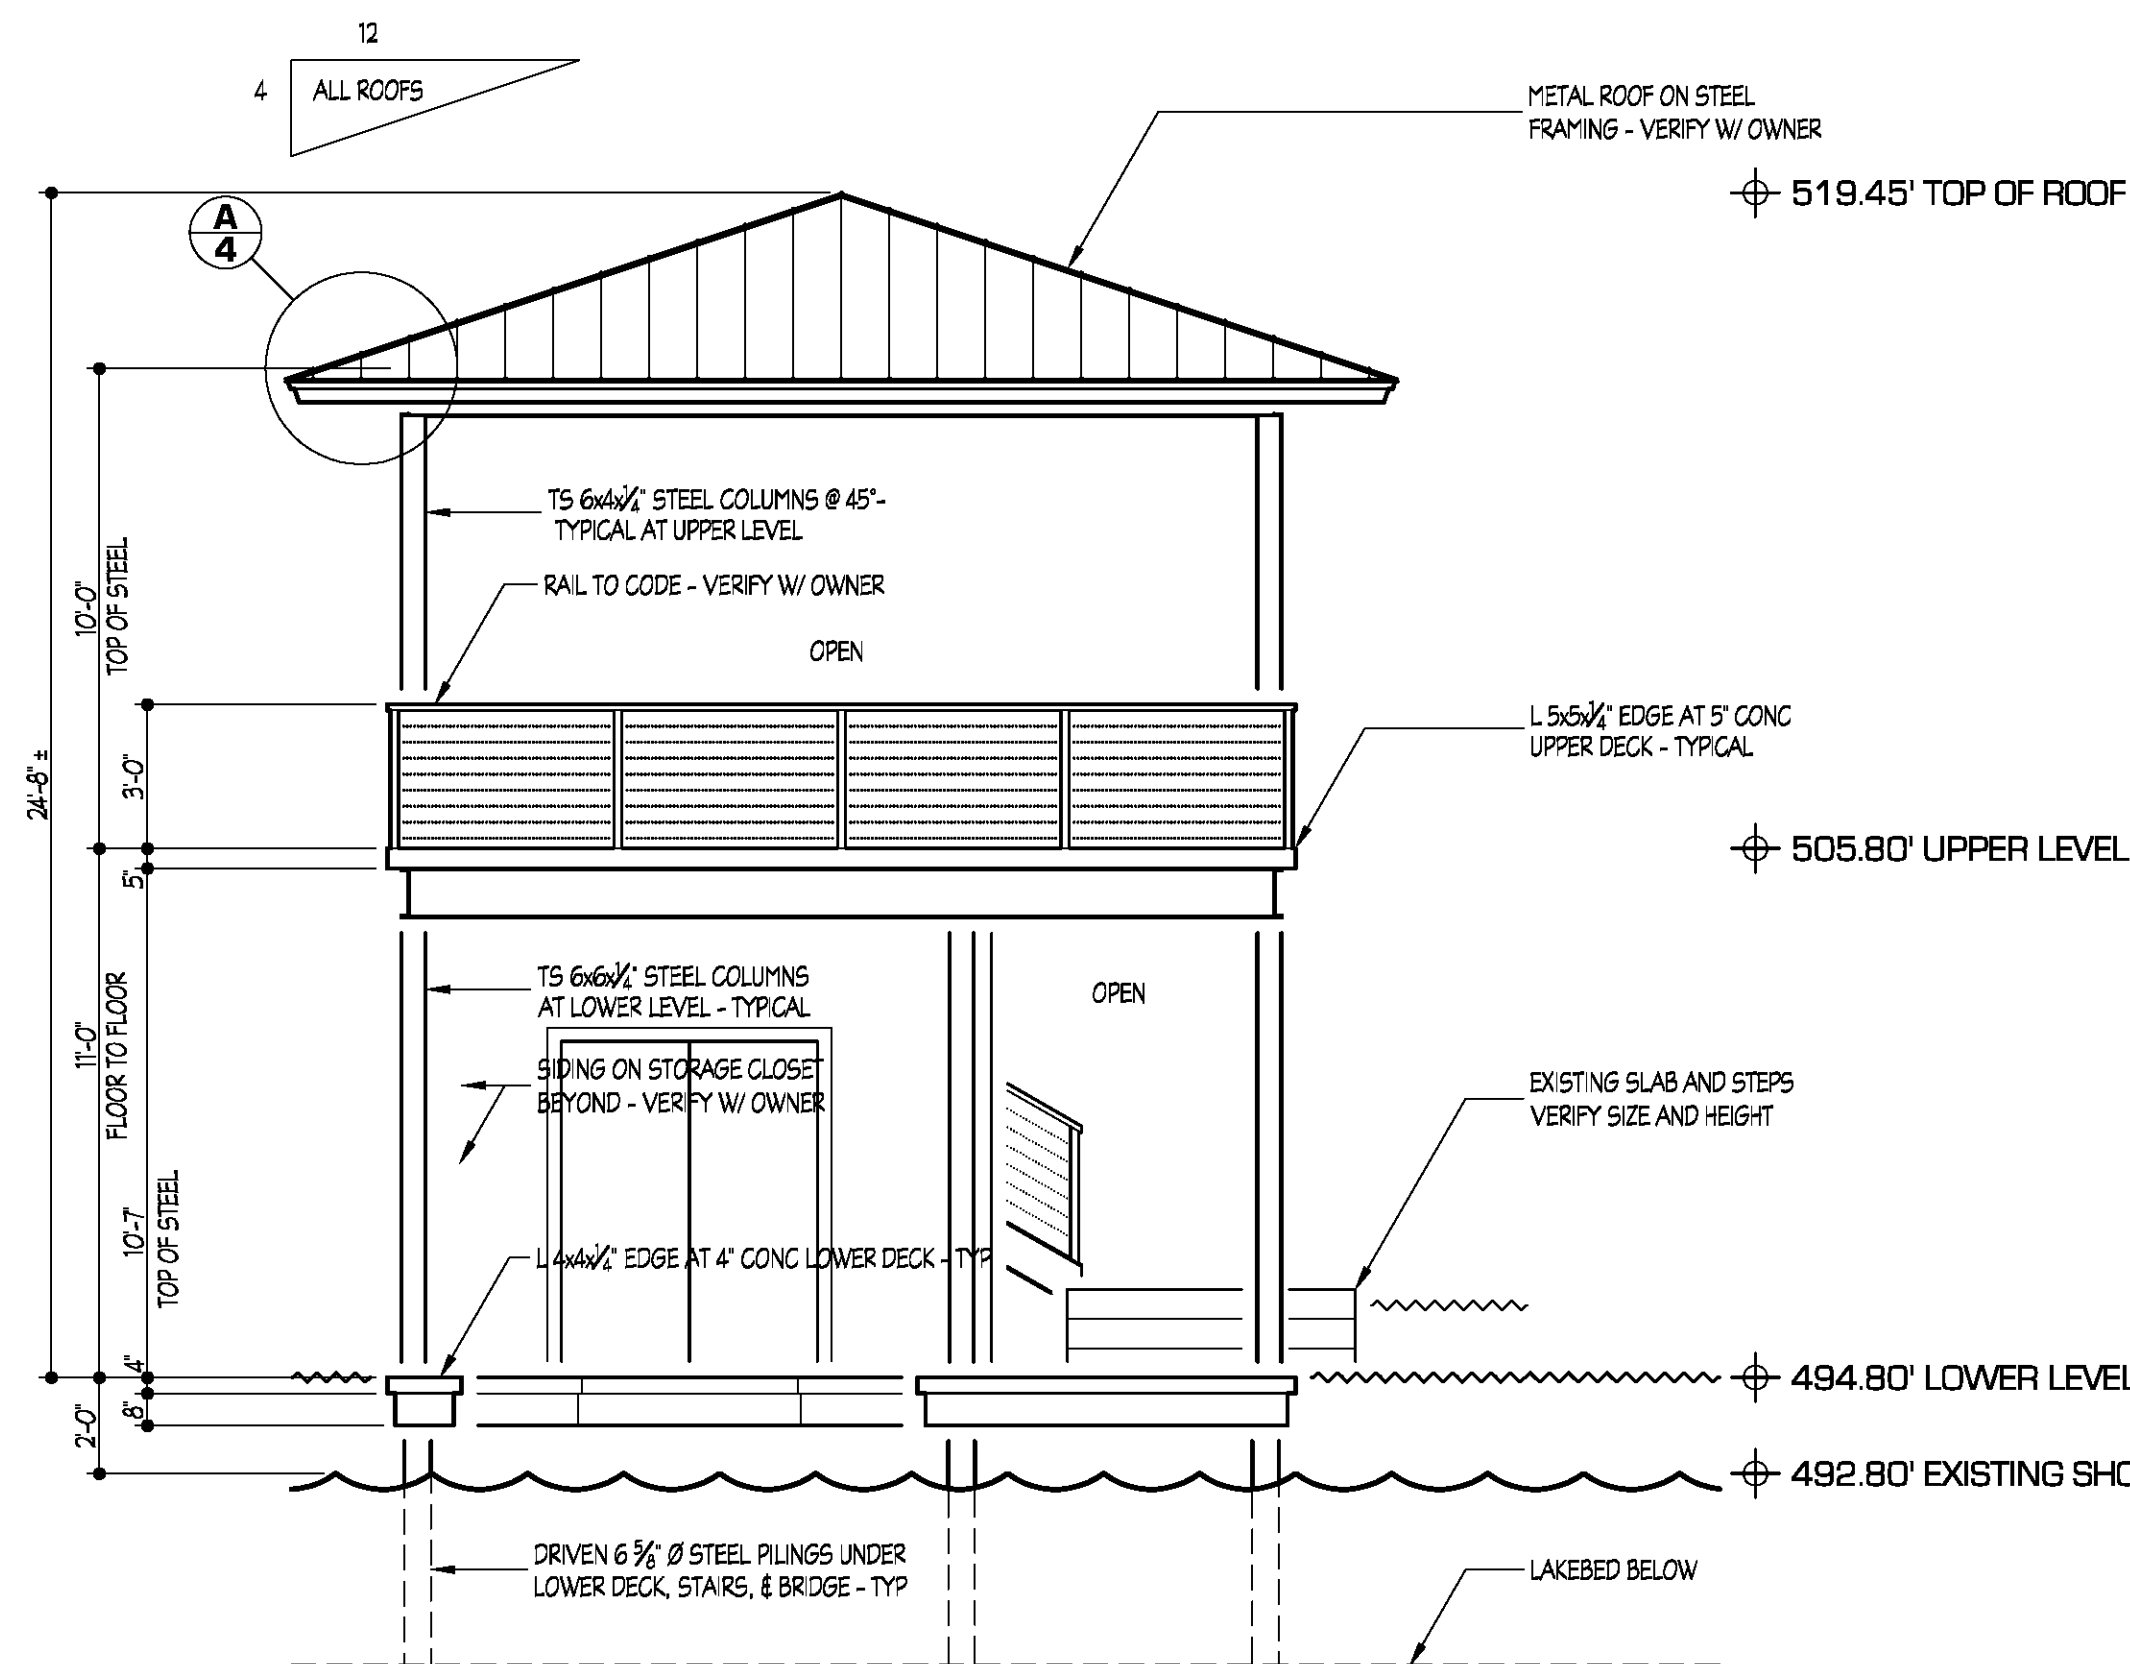 12
4
ALL ROOFS
METAL ROOF ON STEEL
FRAMING - VERIFY W/ OWNER
519.45' TOP OF ROOF
A
4
TS 6x4x1/4" STEEL COLUMNS @ 45°-
TYPICAL AT UPPER LEVEL
RAIL TO CODE - VERIFY W/ OWNER
OPEN
10'-0"
TOP OF STEEL
24'-8" ±
3'-0"
5"
L 5x5x1/4" EDGE AT 5" CONC
UPPER DECK - TYPICAL
505.80' UPPER LEVEL
TS 6x6x1/4" STEEL COLUMNS
AT LOWER LEVEL - TYPICAL
OPEN
11'-0"
FLOOR TO FLOOR
SIDING ON STORAGE CLOSET
BEYOND - VERIFY W/ OWNER
EXISTING SLAB AND STEPS
VERIFY SIZE AND HEIGHT
10'-7"
TOP OF STEEL
L 4x4x1/4" EDGE AT 4" CONC LOWER DECK - TYP
4"
8"
2'-0"
494.80' LOWER LEVEL
492.80' EXISTING SHO
DRIVEN 6 5/8" Ø STEEL PILINGS UNDER
LOWER DECK, STAIRS, & BRIDGE - TYP
LAKEBED BELOW